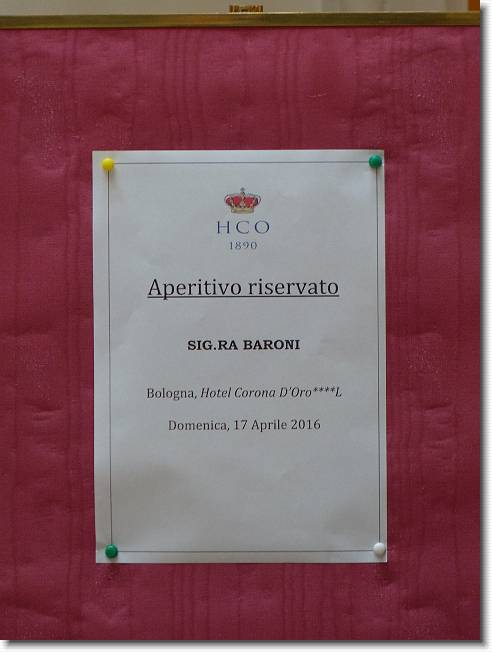 HCO
1890
Aperitivo riservato
SIG.RA BARONI
Bologna, Hotel Corona D'Oro****L
Domenica, 17 Aprile 2016